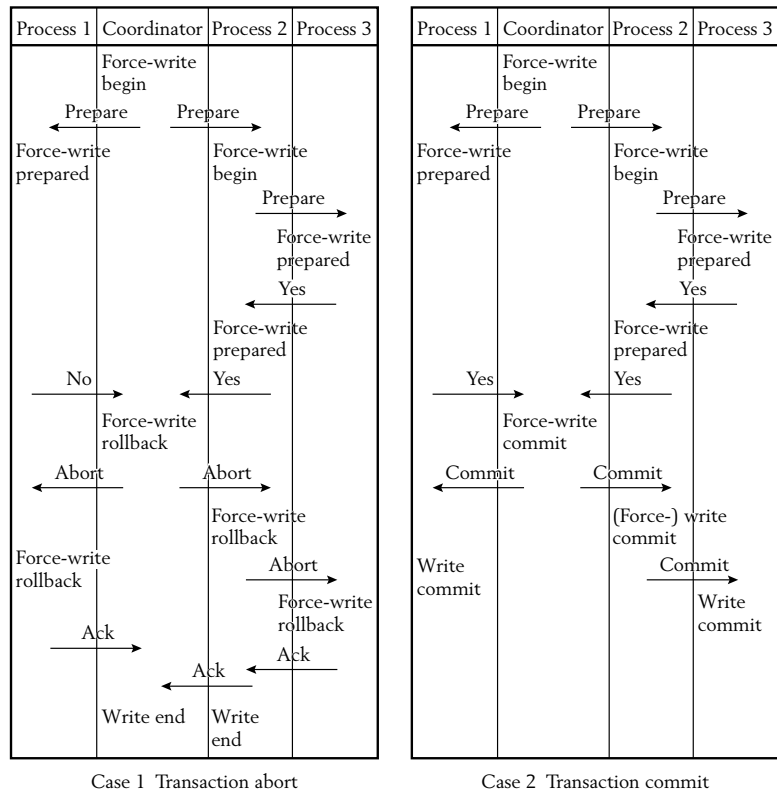 Process 1 Coordinator Process 2 Process 3
Force-write
begin
Prepare Prepare
Force-write Force-write
prepared begin
Prepare
Force-write
prepared
Yes
Force-write
prepared
No Yes
Force-write
rollback
Abort Abort
Force-write
rollback
Force-write
rollback
Abort
Force-write
rollback
Ack
Ack
Ack
Write end Write
end
Case 1 Transaction abort
Process 1 Coordinator Process 2 Process 3
Force-write
begin
Prepare Prepare
Force-write Force-write
prepared begin
Prepare
Force-write
prepared
Yes
Force-write
prepared
Yes Yes
Force-write
commit
Commit Commit
(Force-) write
commit
Write
commit
Commit
Write
commit
Case 2 Transaction commit